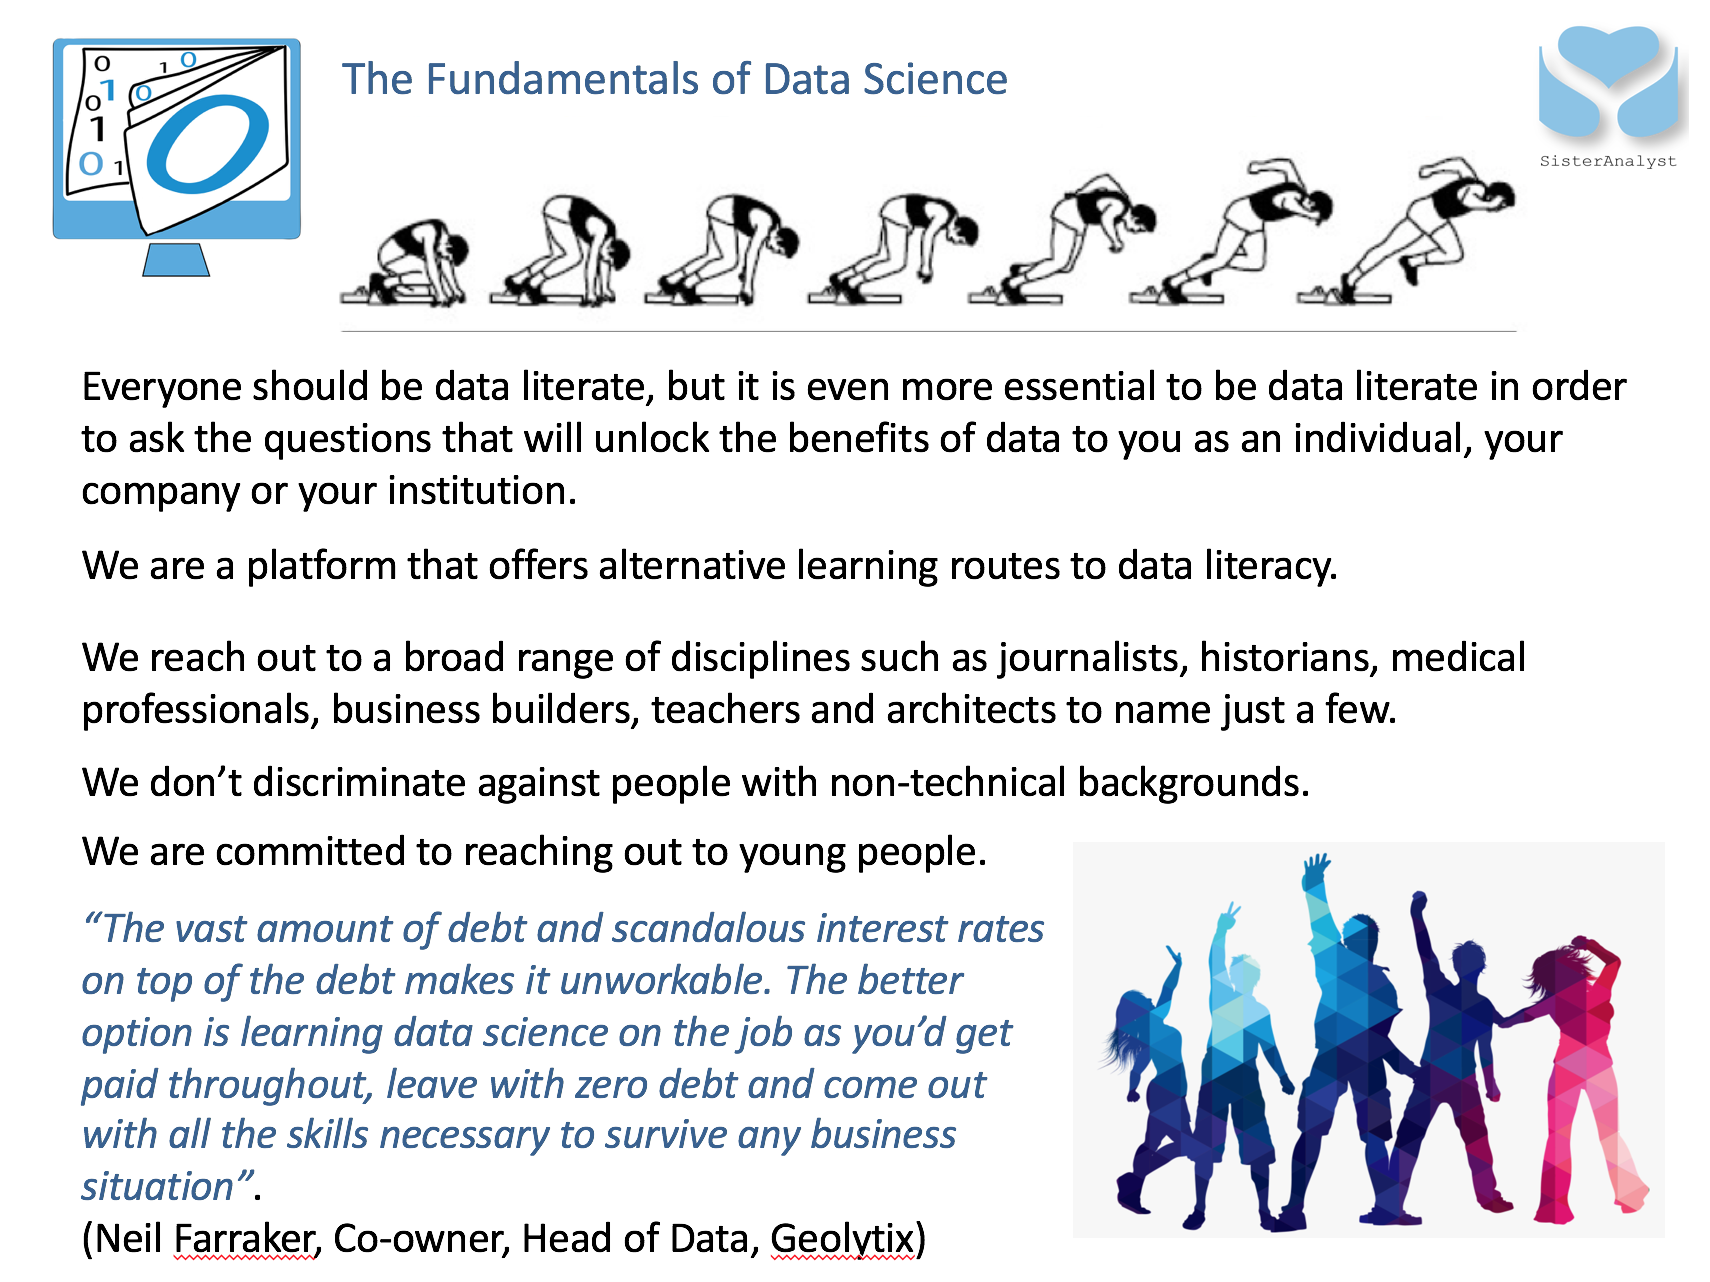 The Fundamentals of Data Science
SisterAnalyst
0
1 0
1 0
0
1
0 1
0
Everyone should be data literate, but it is even more essential to be data literate in order
to ask the questions that will unlock the benefits of data to you as an individual, your
company or your institution.
We are a platform that offers alternative learning routes to data literacy.
We reach out to a broad range of disciplines such as journalists, historians, medical
professionals, business builders, teachers and architects to name just a few.
We don’t discriminate against people with non-technical backgrounds.
We are committed to reaching out to young people.
“The vast amount of debt and scandalous interest rates
on top of the debt makes it unworkable. The better
option is learning data science on the job as you’d get
paid throughout, leave with zero debt and come out
with all the skills necessary to survive any business
situation”.
(Neil Farraker, Co-owner, Head of Data, Geolytix)